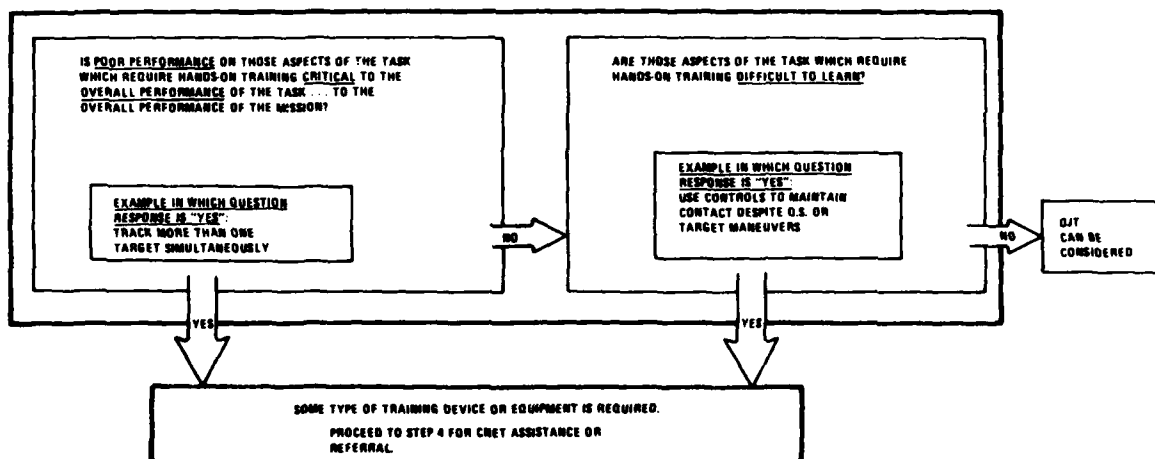 IS POOR PERFORMANCE ON THOSE ASPECTS OF THE TASK
WHICH REQUIRE HANDS-ON TRAINING CRITICAL TO THE
OVERALL PERFORMANCE OF THE TASK . . . TO THE
OVERALL PERFORMANCE OF THE MISSION?
EXAMPLE IN WHICH QUESTION
RESPONSE IS "YES":
TRACK MORE THAN ONE
TARGET SIMULTANEOUSLY
NO
YES
ARE THOSE ASPECTS OF THE TASK WHICH REQUIRE
HANDS-ON TRAINING DIFFICULT TO LEARN?
EXAMPLE IN WHICH QUESTION
RESPONSE IS "YES":
USE CONTROLS TO MAINTAIN
CONTACT DESPITE O.S. OR
TARGET MANEUVERS
NO
YES
OJT
CAN BE
CONSIDERED
SOME TYPE OF TRAINING DEVICE OR EQUIPMENT IS REQUIRED.
PROCEED TO STEP 4 FOR CNET ASSISTANCE OR
REFERRAL.